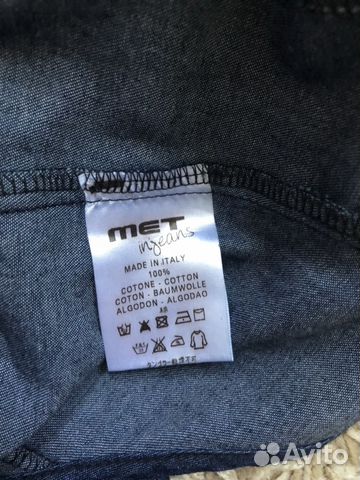 MET
in jeans
MADE IN ITALY
100%
COTONE - COTTON
COTON - BAUMWOLLE
ALGODON - ALGODAO
Avito